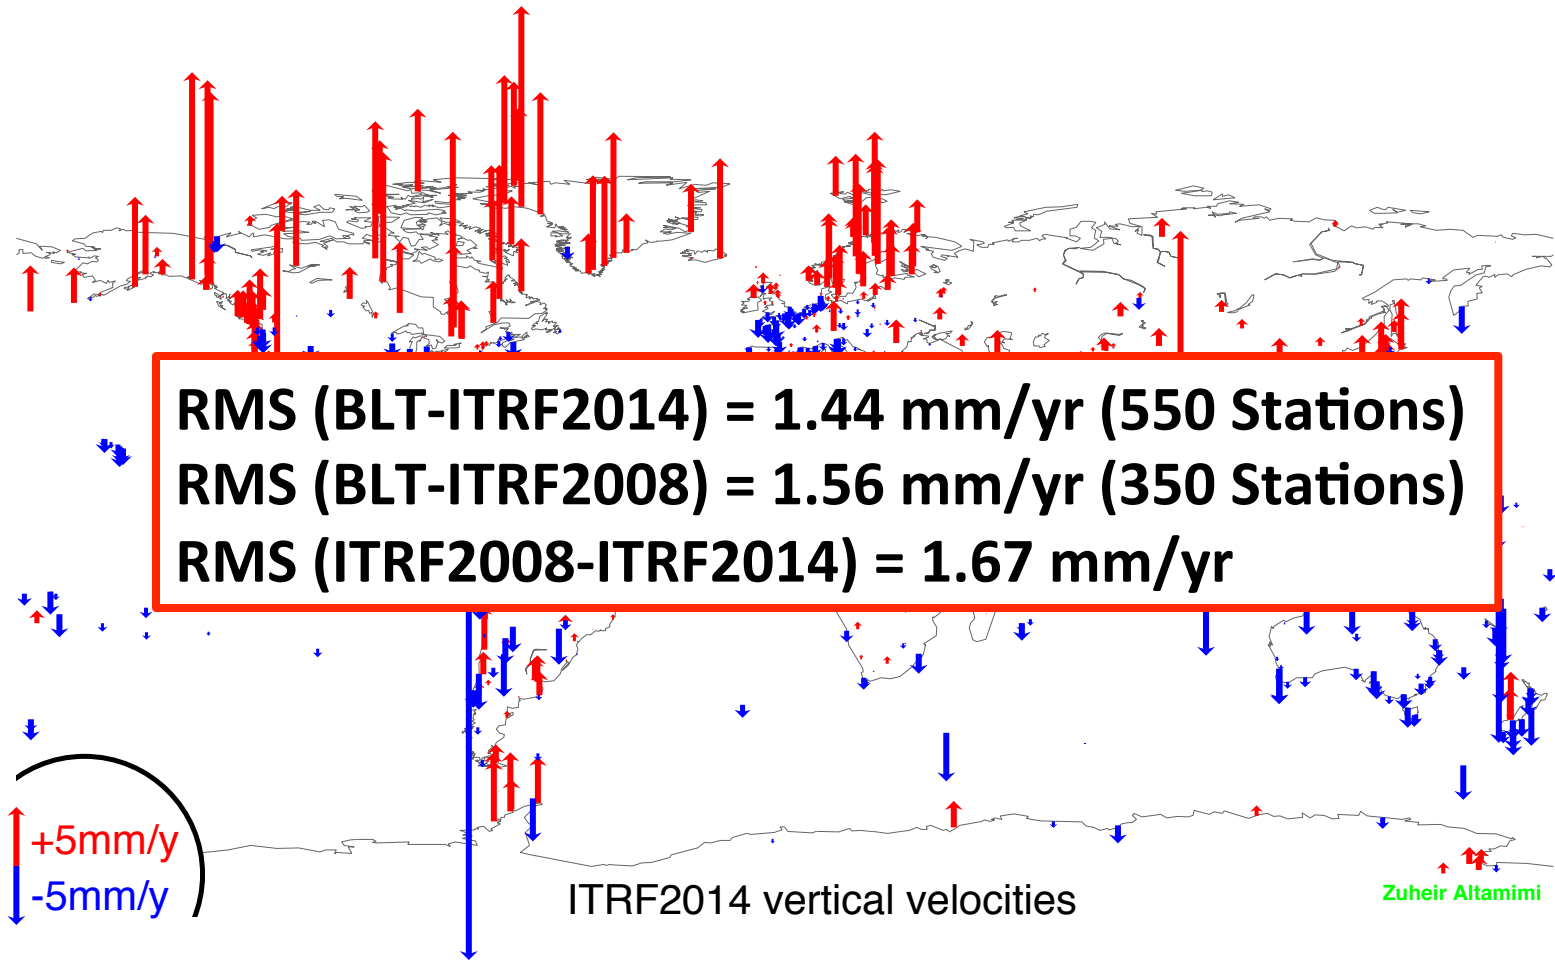 RMS (BLT-ITRF2014) = 1.44 mm/yr (550 Stations)
RMS (BLT-ITRF2008) = 1.56 mm/yr (350 Stations)
RMS (ITRF2008-ITRF2014) = 1.67 mm/yr
+5mm/y
-5mm/y
ITRF2014 vertical velocities
Zuheir Altamimi